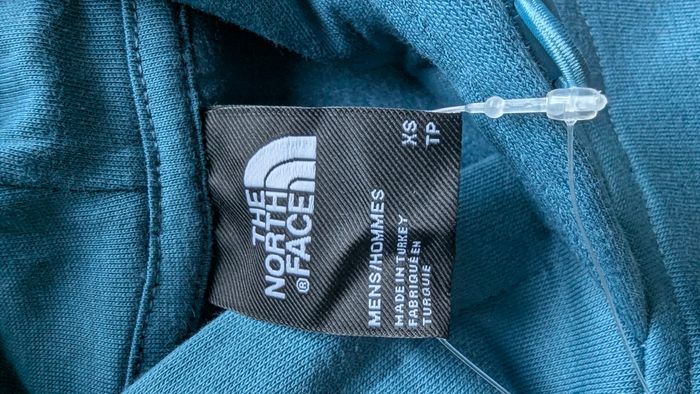 THE
NORTH
FACE®
XS
TP
MENS/HOMMES
MADE IN TURKEY
FABRIQUÉ EN
TURQUIE